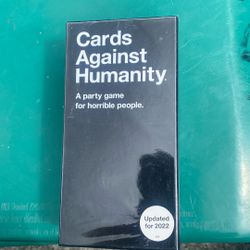 Cards
Against
Humanity.
A party game
for horrible people.
Updated
for 2022